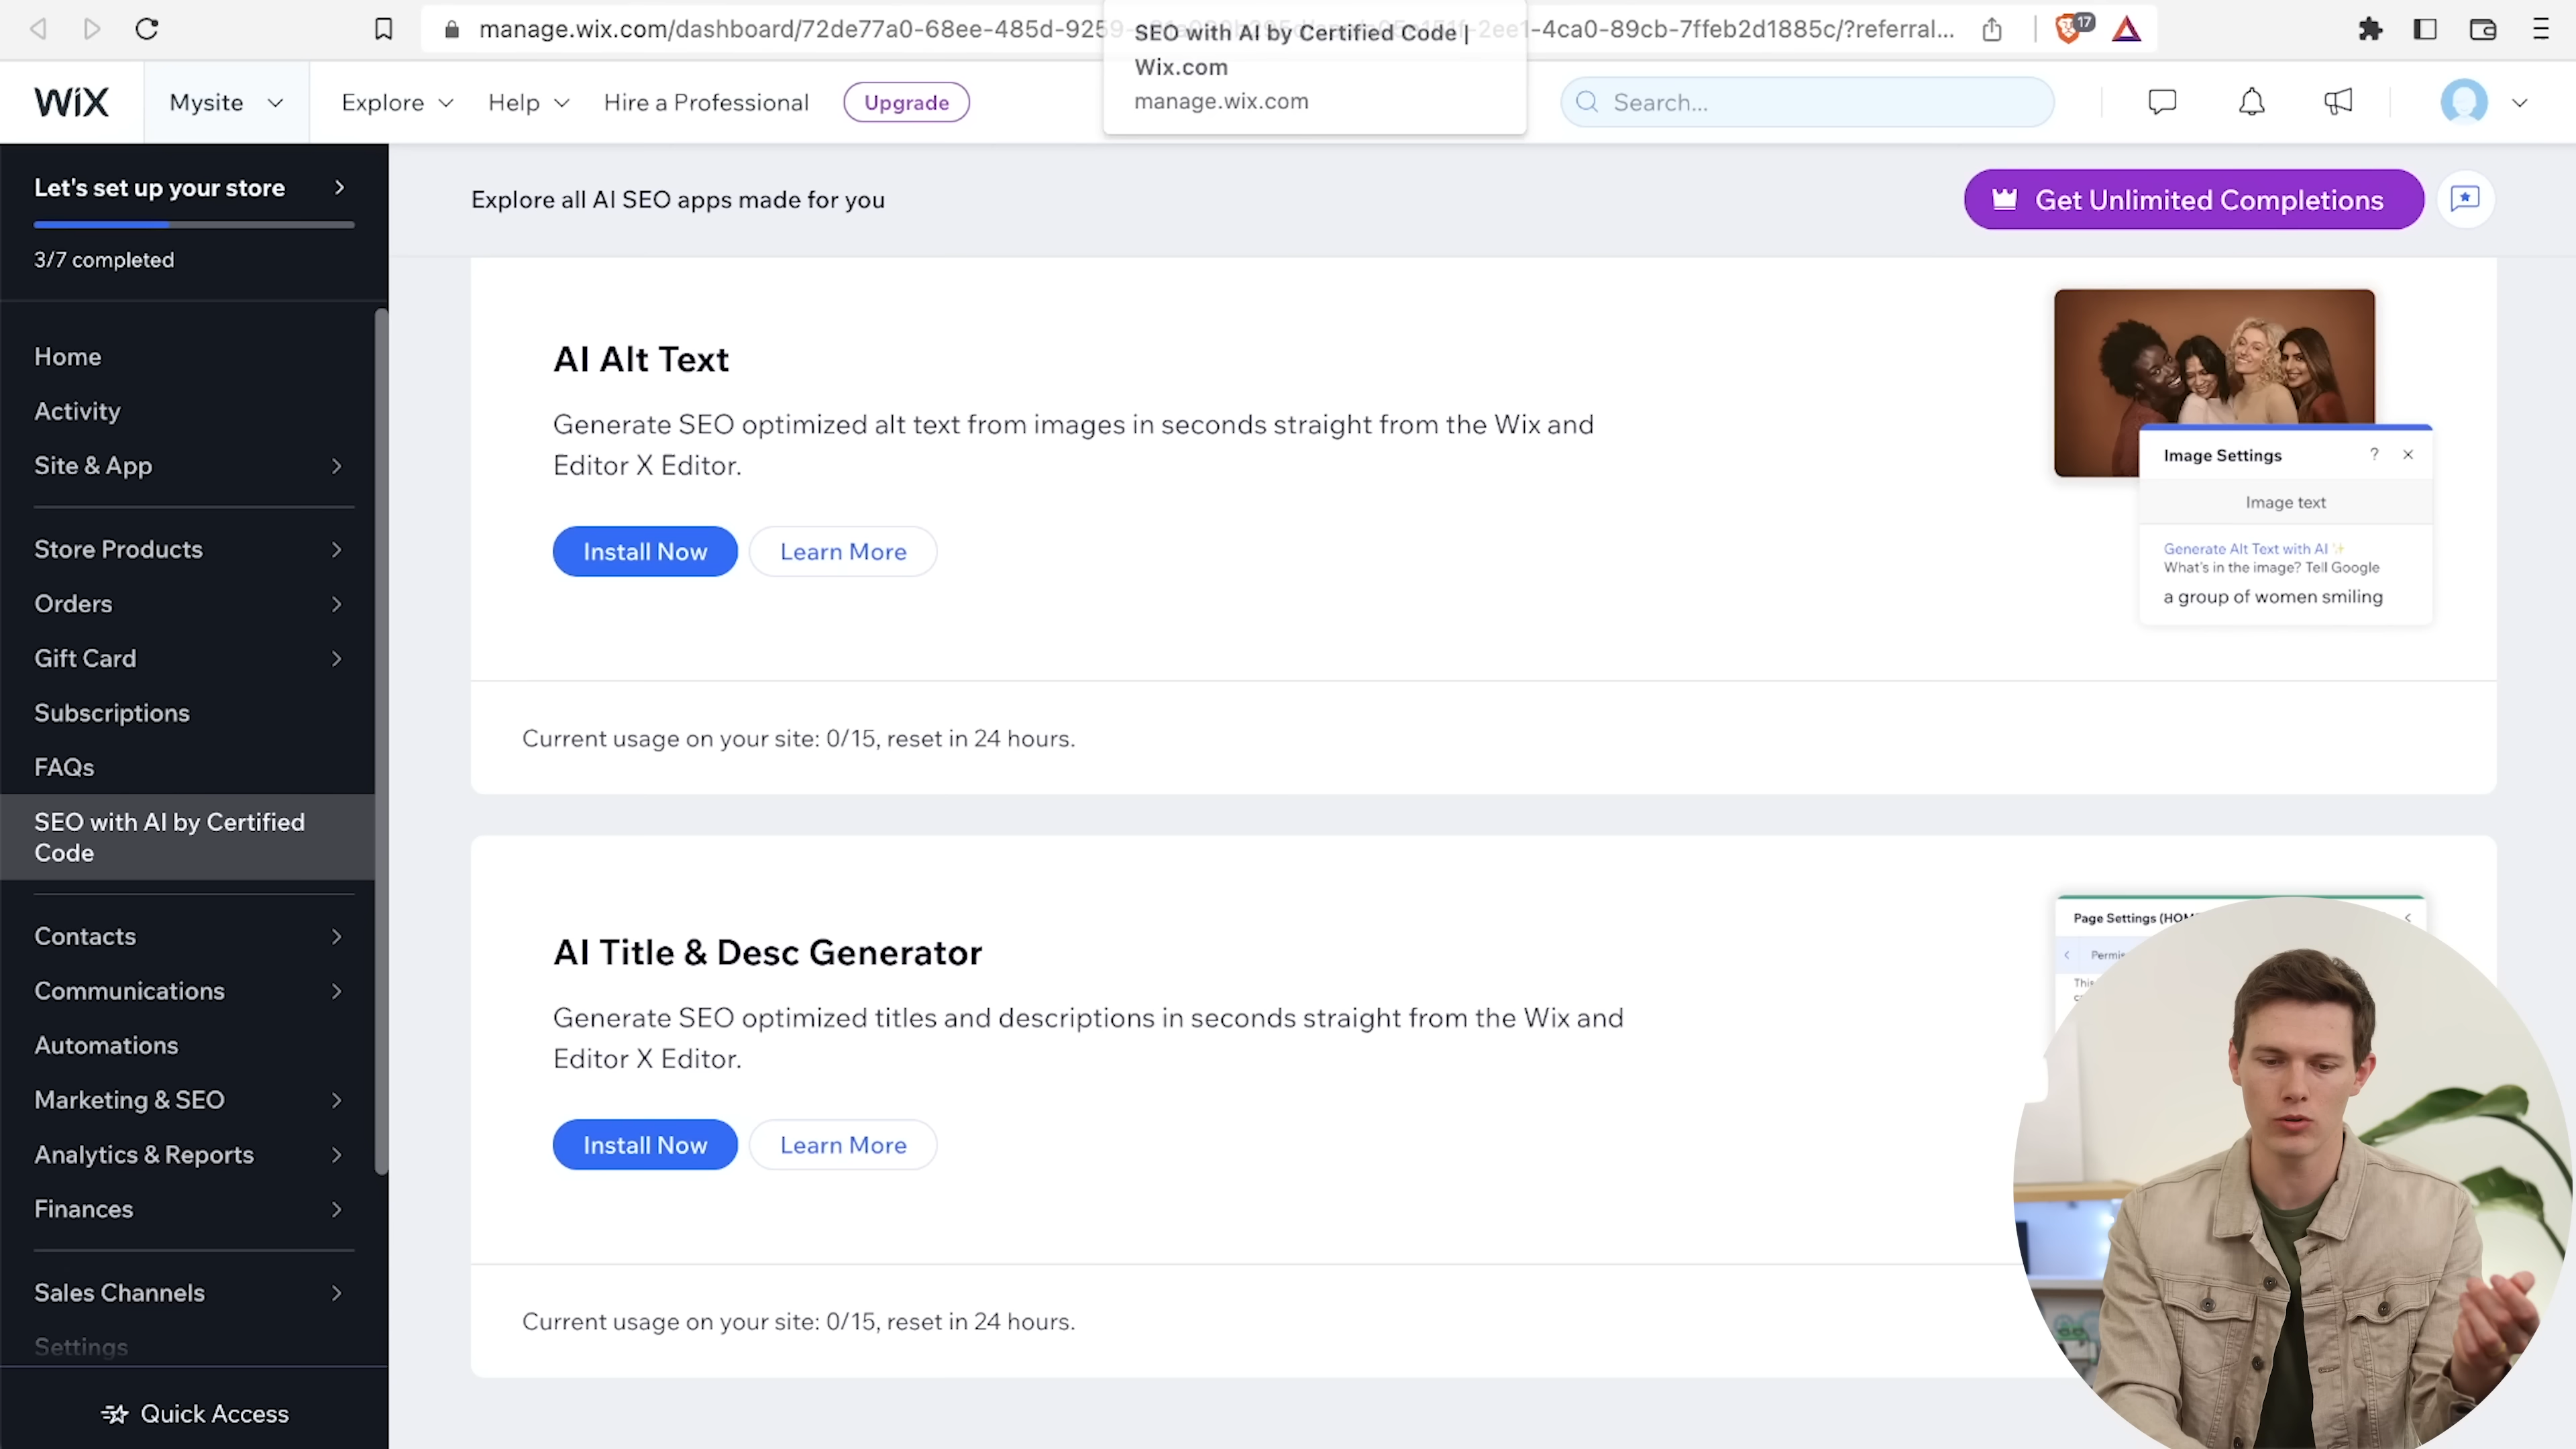 manage.wix.com/dashboard/72de77a0-68ee-485d-9259
-2ee1-4ca0-89cb-7ffeb2d1885c/?referral...
17
SEO with AI by Certified Code |
Wix.com
manage.wix.com
WiX
Mysite
Explore
Help
Hire a Professional
Upgrade
Search...
Let's set up your store
3/7 completed
Home
Activity
Site & App
Store Products
Orders
Gift Card
Subscriptions
FAQs
SEO with AI by Certified
Code
Contacts
Communications
Automations
Marketing & SEO
Analytics & Reports
Finances
Sales Channels
Settings
Quick Access
Explore all AI SEO apps made for you
Get Unlimited Completions
AI Alt Text
Generate SEO optimized alt text from images in seconds straight from the Wix and
Editor X Editor.
Install Now
Learn More
Image Settings
?
Image text
Generate Alt Text with AI
What's in the image? Tell Google
a group of women smiling
Current usage on your site: 0/15, reset in 24 hours.
AI Title & Desc Generator
Generate SEO optimized titles and descriptions in seconds straight from the Wix and
Editor X Editor.
Install Now
Learn More
Page Settings (HOM
Permis
This
Current usage on your site: 0/15, reset in 24 hours.